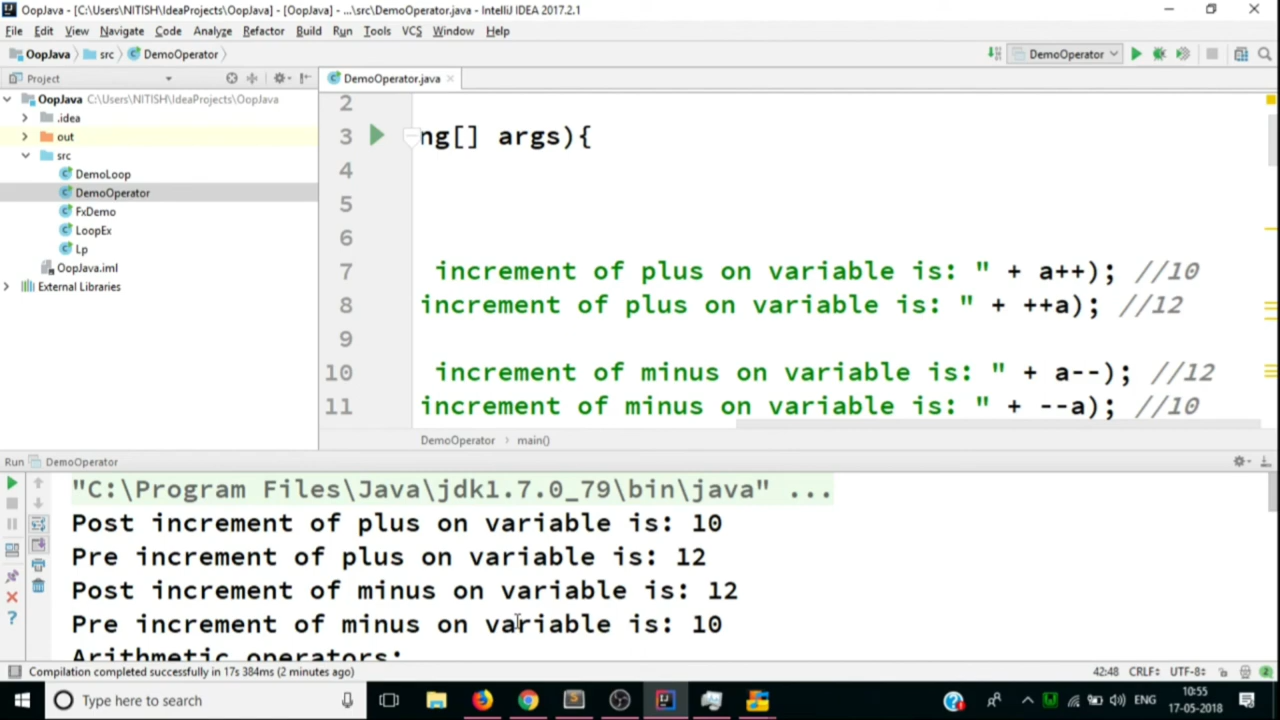 OopJava - [C:\Users\NITISH\IdeaProjects\OopJava] - [OopJava] - ...\src\DemoOperator.java - IntelliJ IDEA 2017.2.1
File Edit View Navigate Code Analyze Refactor Build Run Tools VCS Window Help
OopJava src DemoOperator DemoOperator
Project DemoOperator.java
OopJava C:\Users\NITISH\IdeaProjects\OopJava
.idea
out
src
DemoLoop
DemoOperator
FxDemo
LoopEx
Lp
OopJava.iml
External Libraries
2
3 ng[] args){
4
5
6
7 increment of plus on variable is: " + a++); //10
8 increment of plus on variable is: " + ++a); //12
9
10 increment of minus on variable is: " + a--); //12
11 increment of minus on variable is: " + --a); //10
DemoOperator main()
Run DemoOperator
"C:\Program Files\Java\jdk1.7.0_79\bin\java" ...
Post increment of plus on variable is: 10
Pre increment of plus on variable is: 12
Post increment of minus on variable is: 12
Pre increment of minus on variable is: 10
Arithmetic operators:
Compilation completed successfully in 17s 384ms (2 minutes ago) 42:48 CRLF UTF-8 2
Type here to search ENG 10:55
17-05-2018